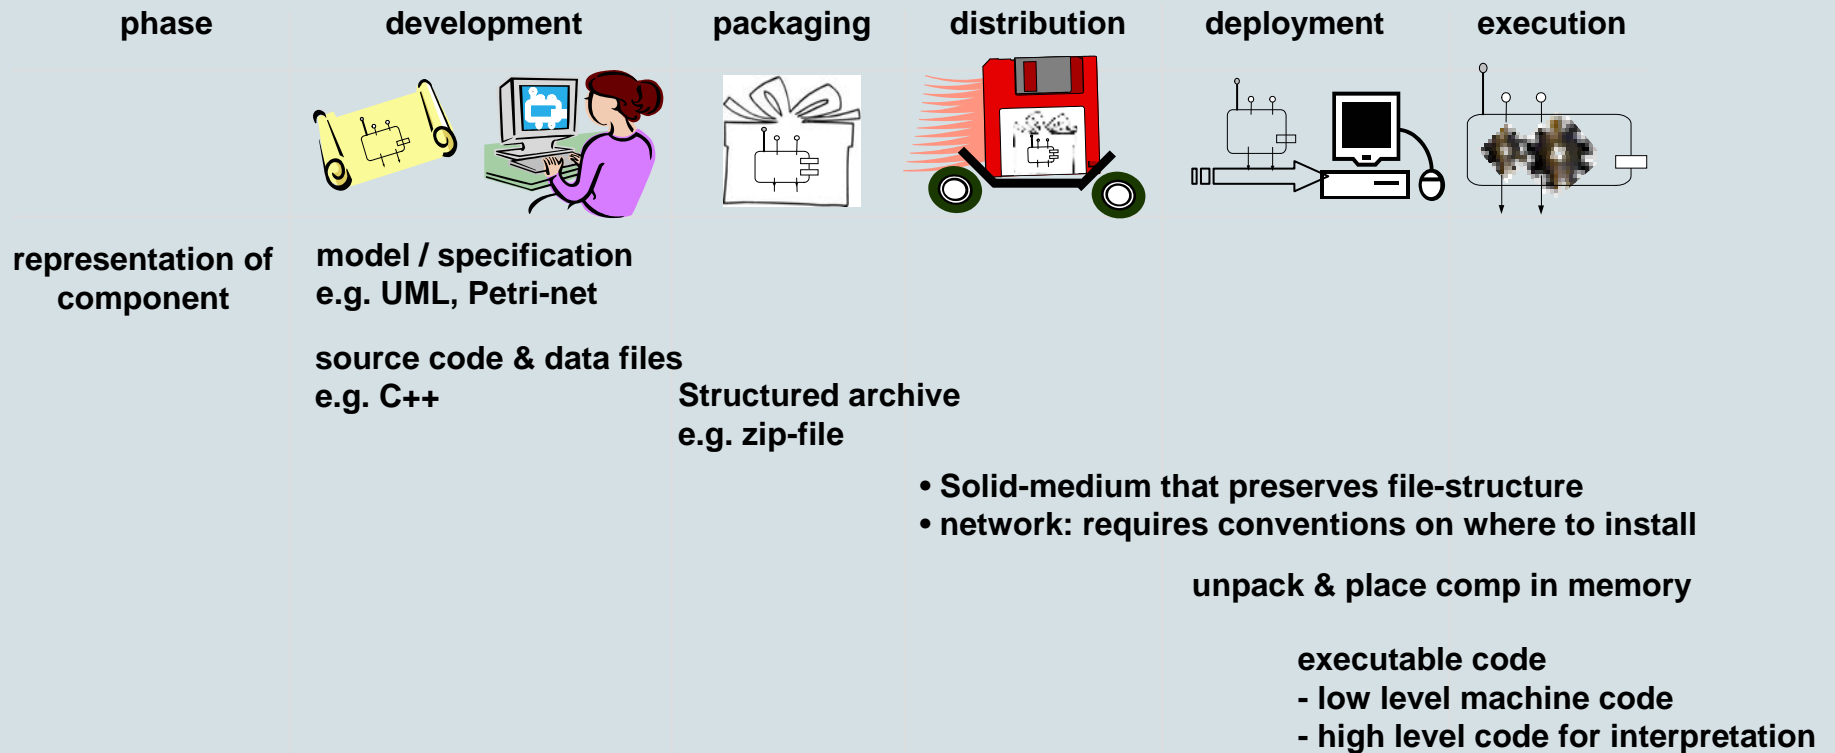 phase development packaging distribution deployment execution
representation of
component
model / specification
e.g. UML, Petri-net
source code & data files
e.g. C++
Structured archive
e.g. zip-file
• Solid-medium that preserves file-structure
• network: requires conventions on where to install
unpack & place comp in memory
executable code
- low level machine code
- high level code for interpretation